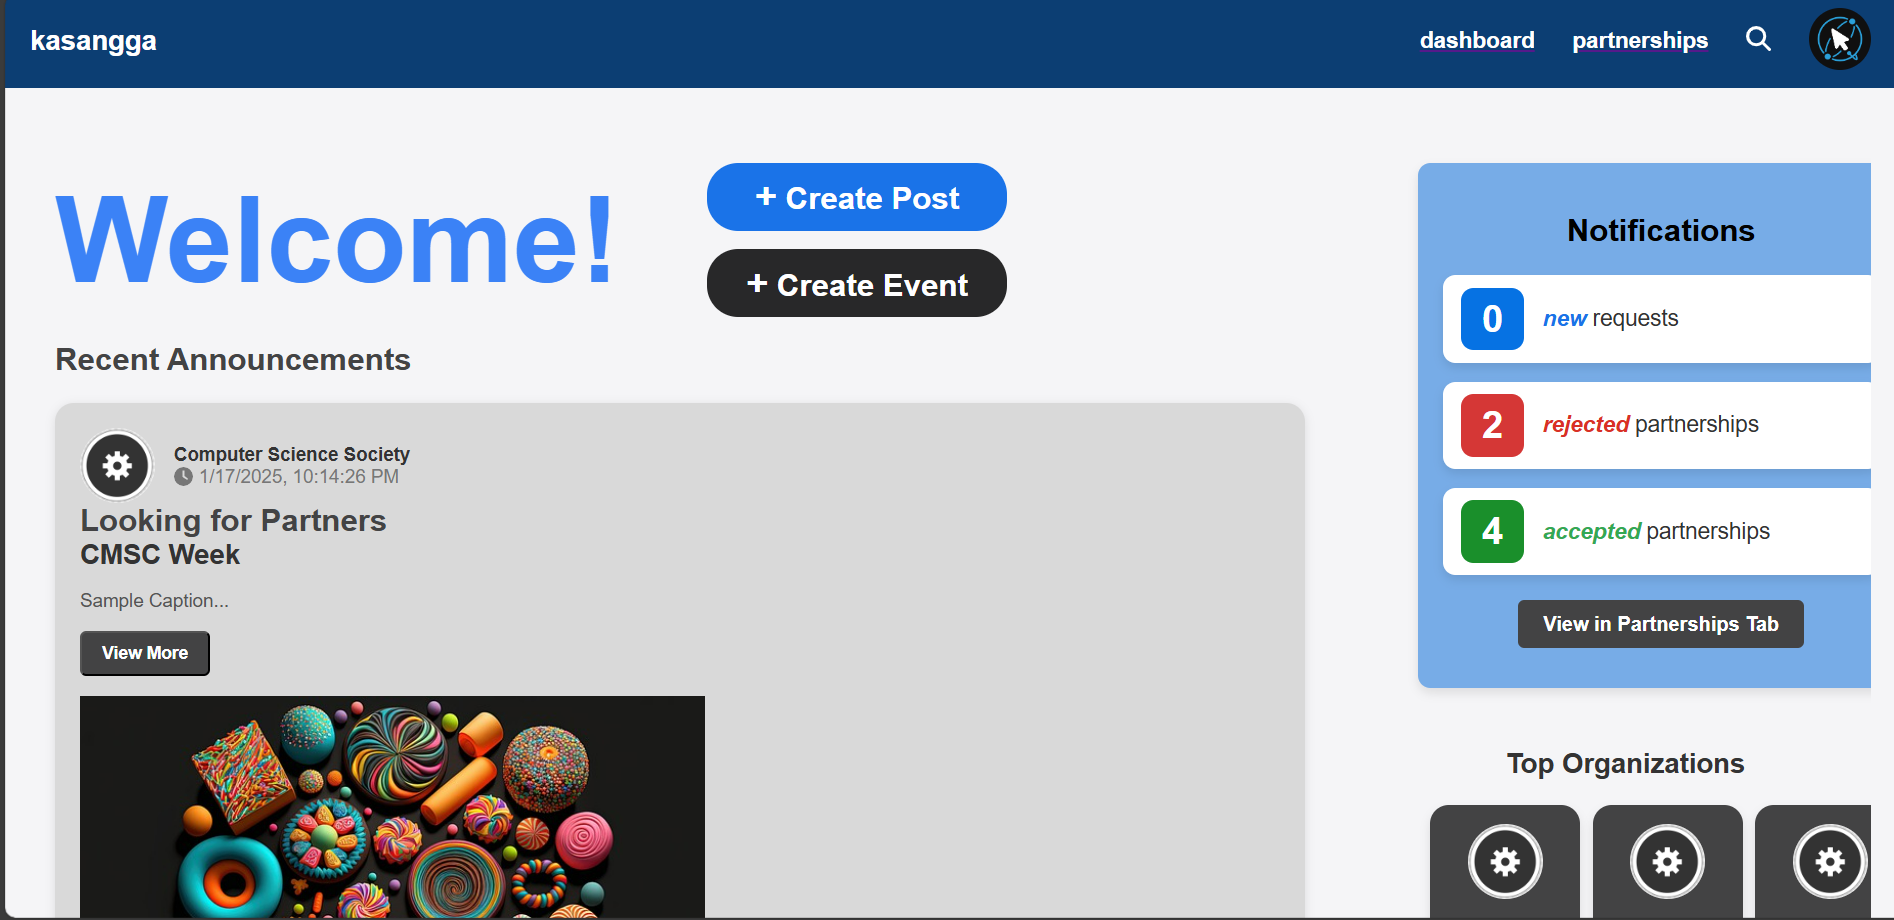 kasangga
dashboard
partnerships
Welcome!
+ Create Post
+ Create Event
Recent Announcements
Computer Science Society
1/17/2025, 10:14:26 PM
Looking for Partners
CMSC Week
Sample Caption...
View More
Notifications
0
new requests
2
rejected partnerships
4
accepted partnerships
View in Partnerships Tab
Top Organizations